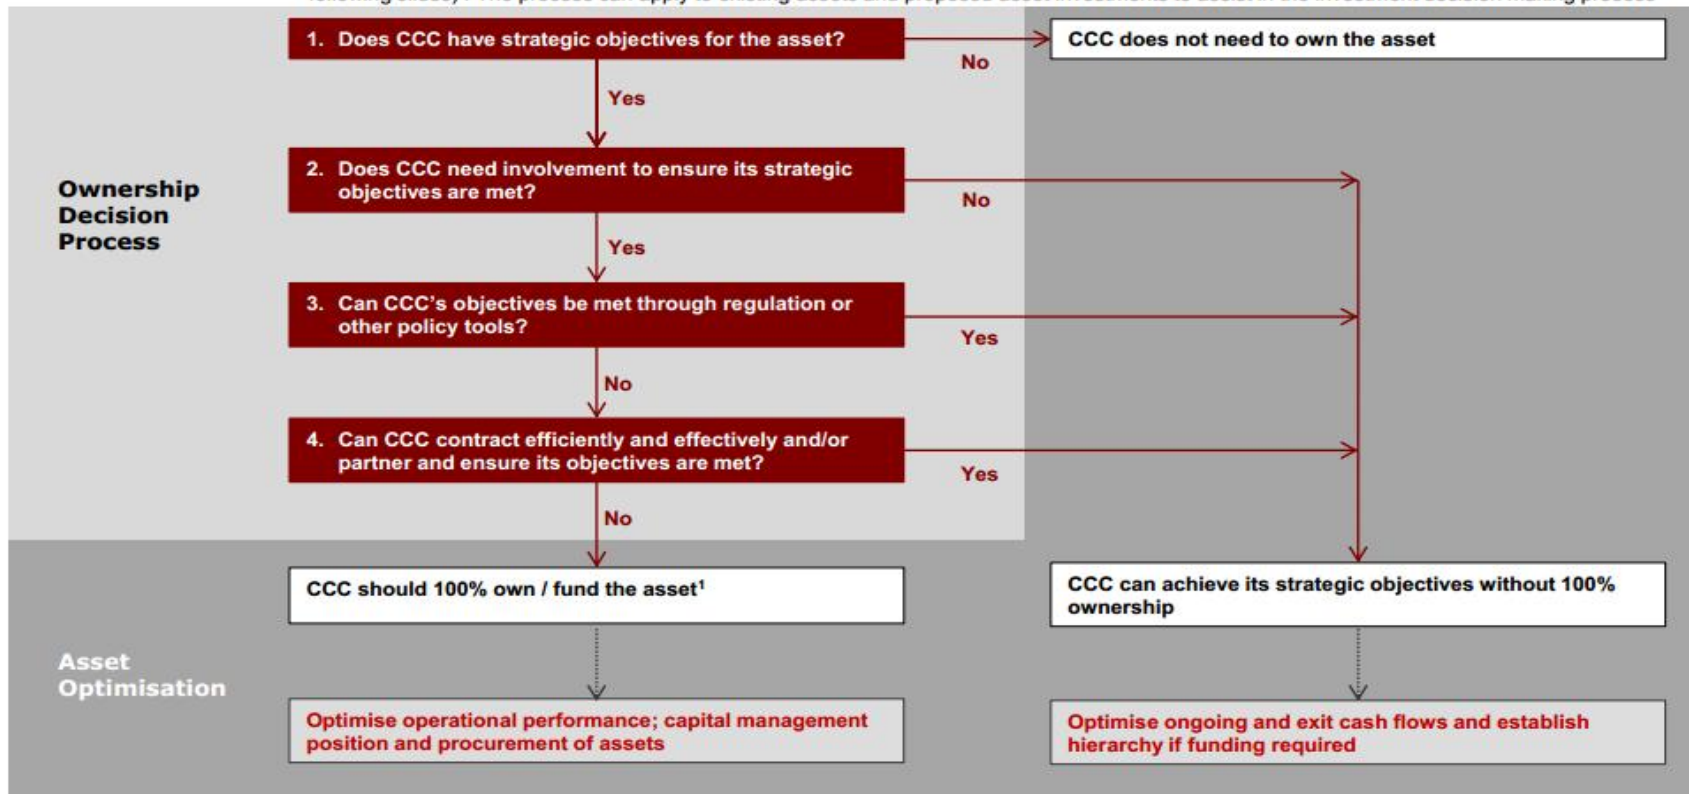 1. Does CCC have strategic objectives for the asset?
No
CCC does not need to own the asset
Yes
Ownership
Decision
Process
2. Does CCC need involvement to ensure its strategic
objectives are met?
No
Yes
3. Can CCC's objectives be met through regulation or
other policy tools?
Yes
No
4. Can CCC contract efficiently and effectively and/or
partner and ensure its objectives are met?
Yes
No
CCC should 100% own / fund the asset¹
CCC can achieve its strategic objectives without 100%
ownership
Asset
Optimisation
Optimise operational performance; capital management
position and procurement of assets
Optimise ongoing and exit cash flows and establish
hierarchy if funding required